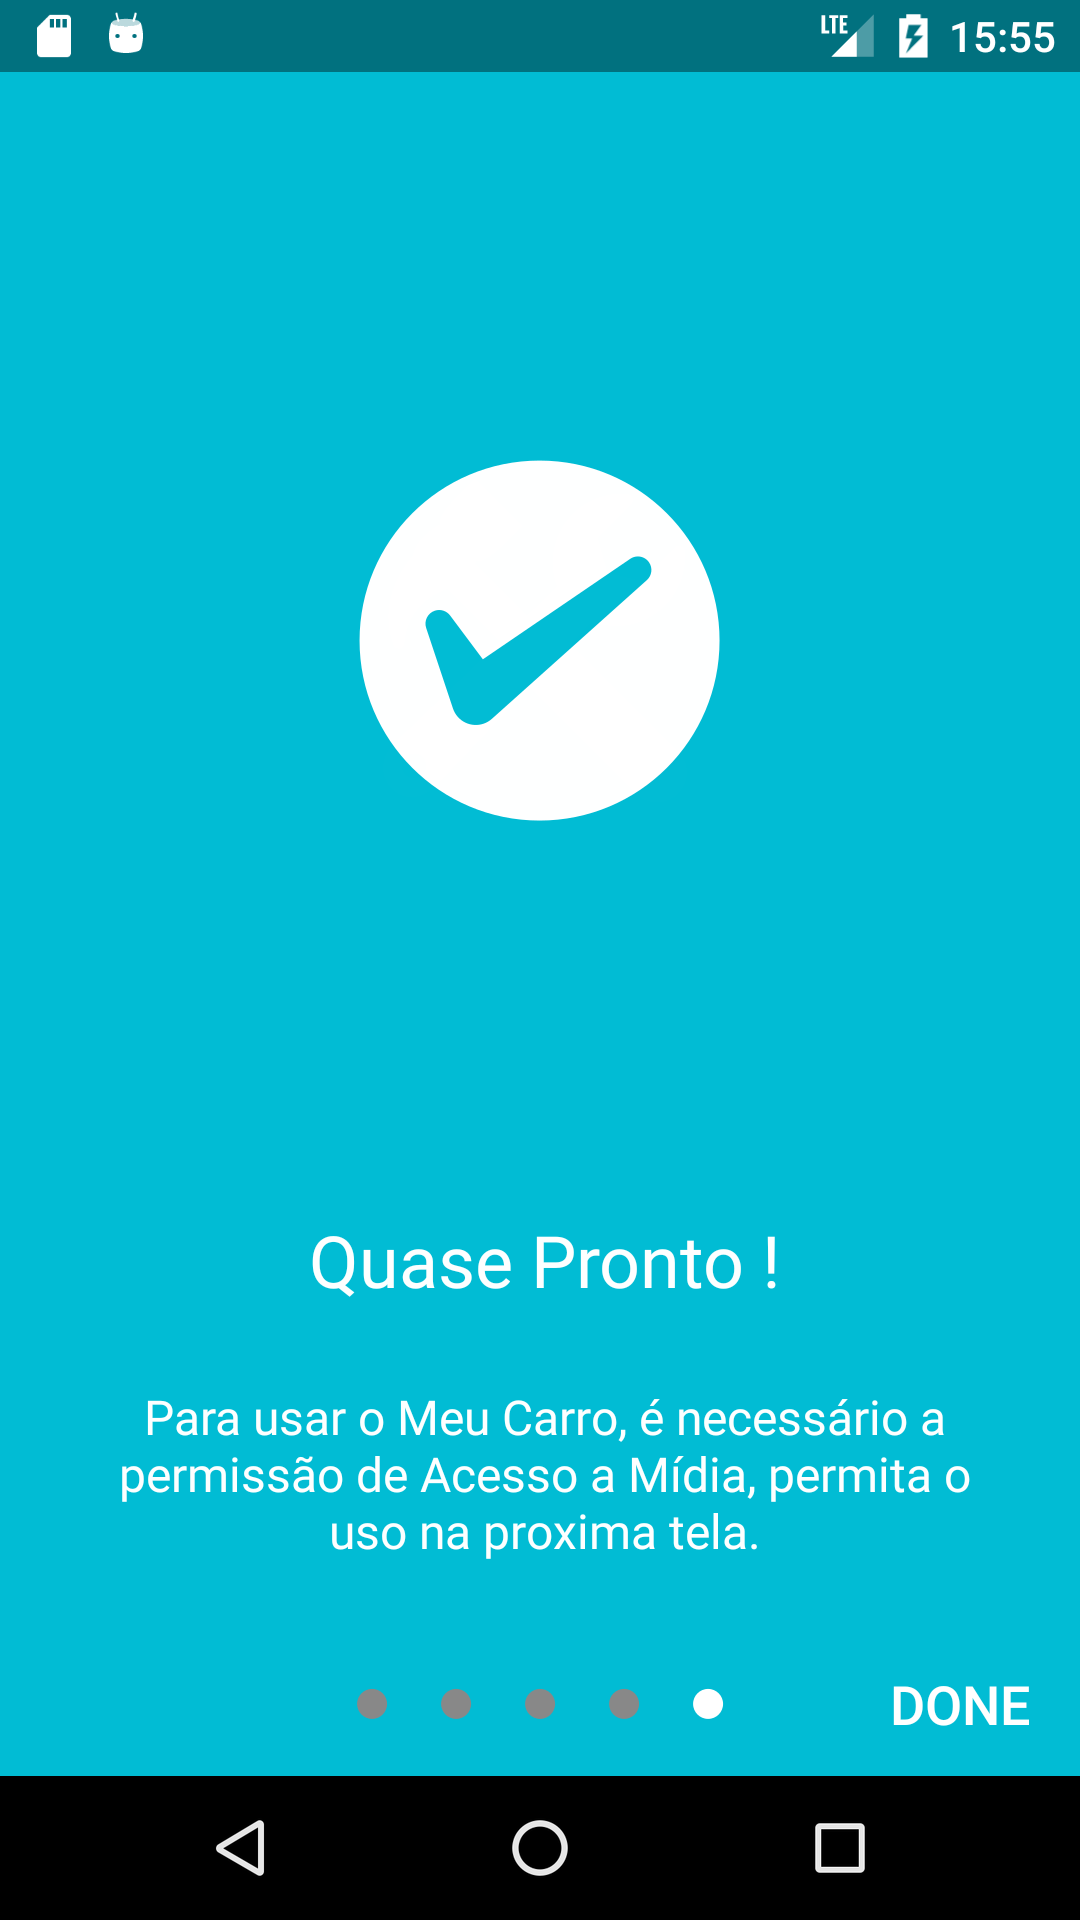 LTE 15:55
Quase Pronto !
Para usar o Meu Carro, é necessário a
permissão de Acesso a Mídia, permita o
uso na proxima tela.
DONE